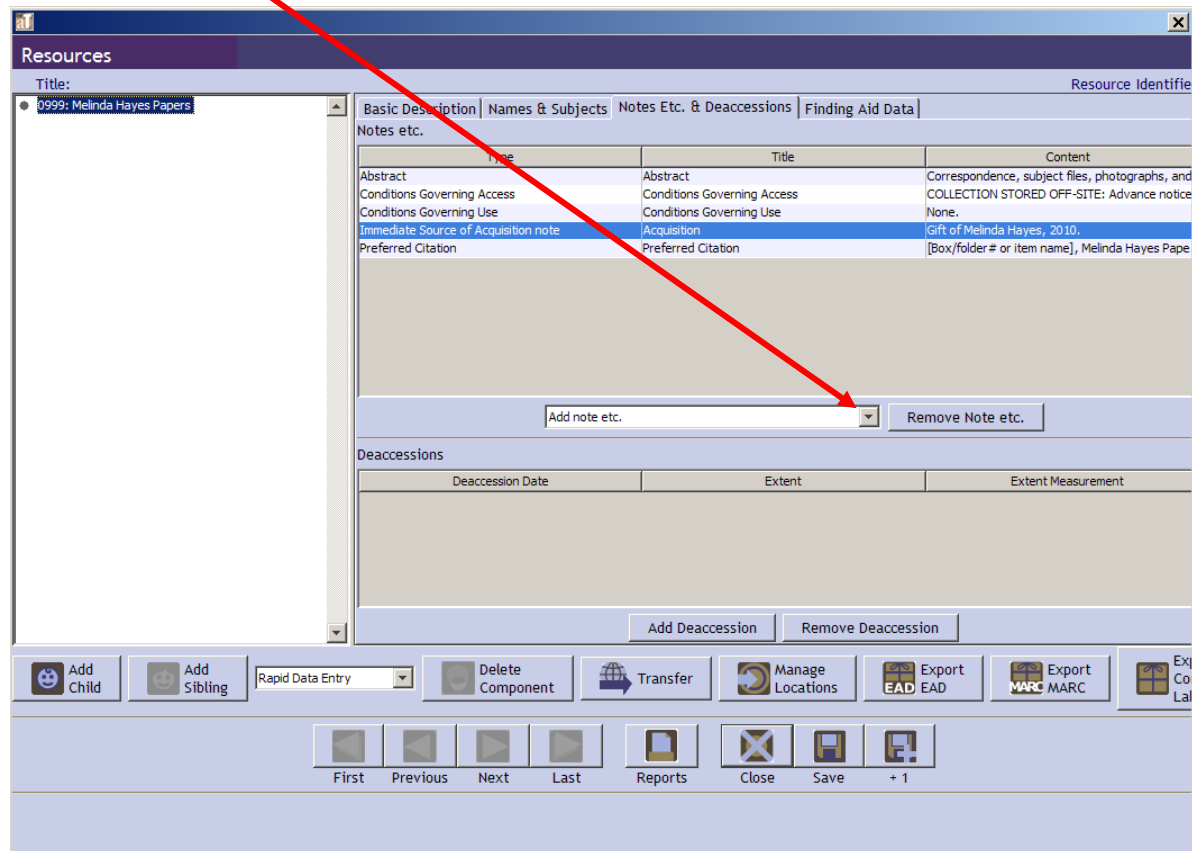 aT
Resources
Title:
Resource Identifie
0999: Melinda Hayes Papers
Basic Description Names & Subjects Notes Etc. & Deaccessions Finding Aid Data
Notes etc.
Type Title Content
Abstract Abstract Correspondence, subject files, photographs, and
Conditions Governing Access Conditions Governing Access COLLECTION STORED OFF-SITE: Advance notice
Conditions Governing Use Conditions Governing Use None.
Immediate Source of Acquisition note Acquisition Gift of Melinda Hayes, 2010.
Preferred Citation Preferred Citation [Box/folder# or item name], Melinda Hayes Pape
Add note etc. Remove Note etc.
Deaccessions
Deaccession Date Extent Extent Measurement
Add Deaccession Remove Deaccession
Add Child
Add Sibling
Rapid Data Entry
Delete Component
Transfer
Manage Locations
EAD Export EAD
MARC Export MARC
Exp
Co
Lal
First Previous Next Last Reports Close Save + 1